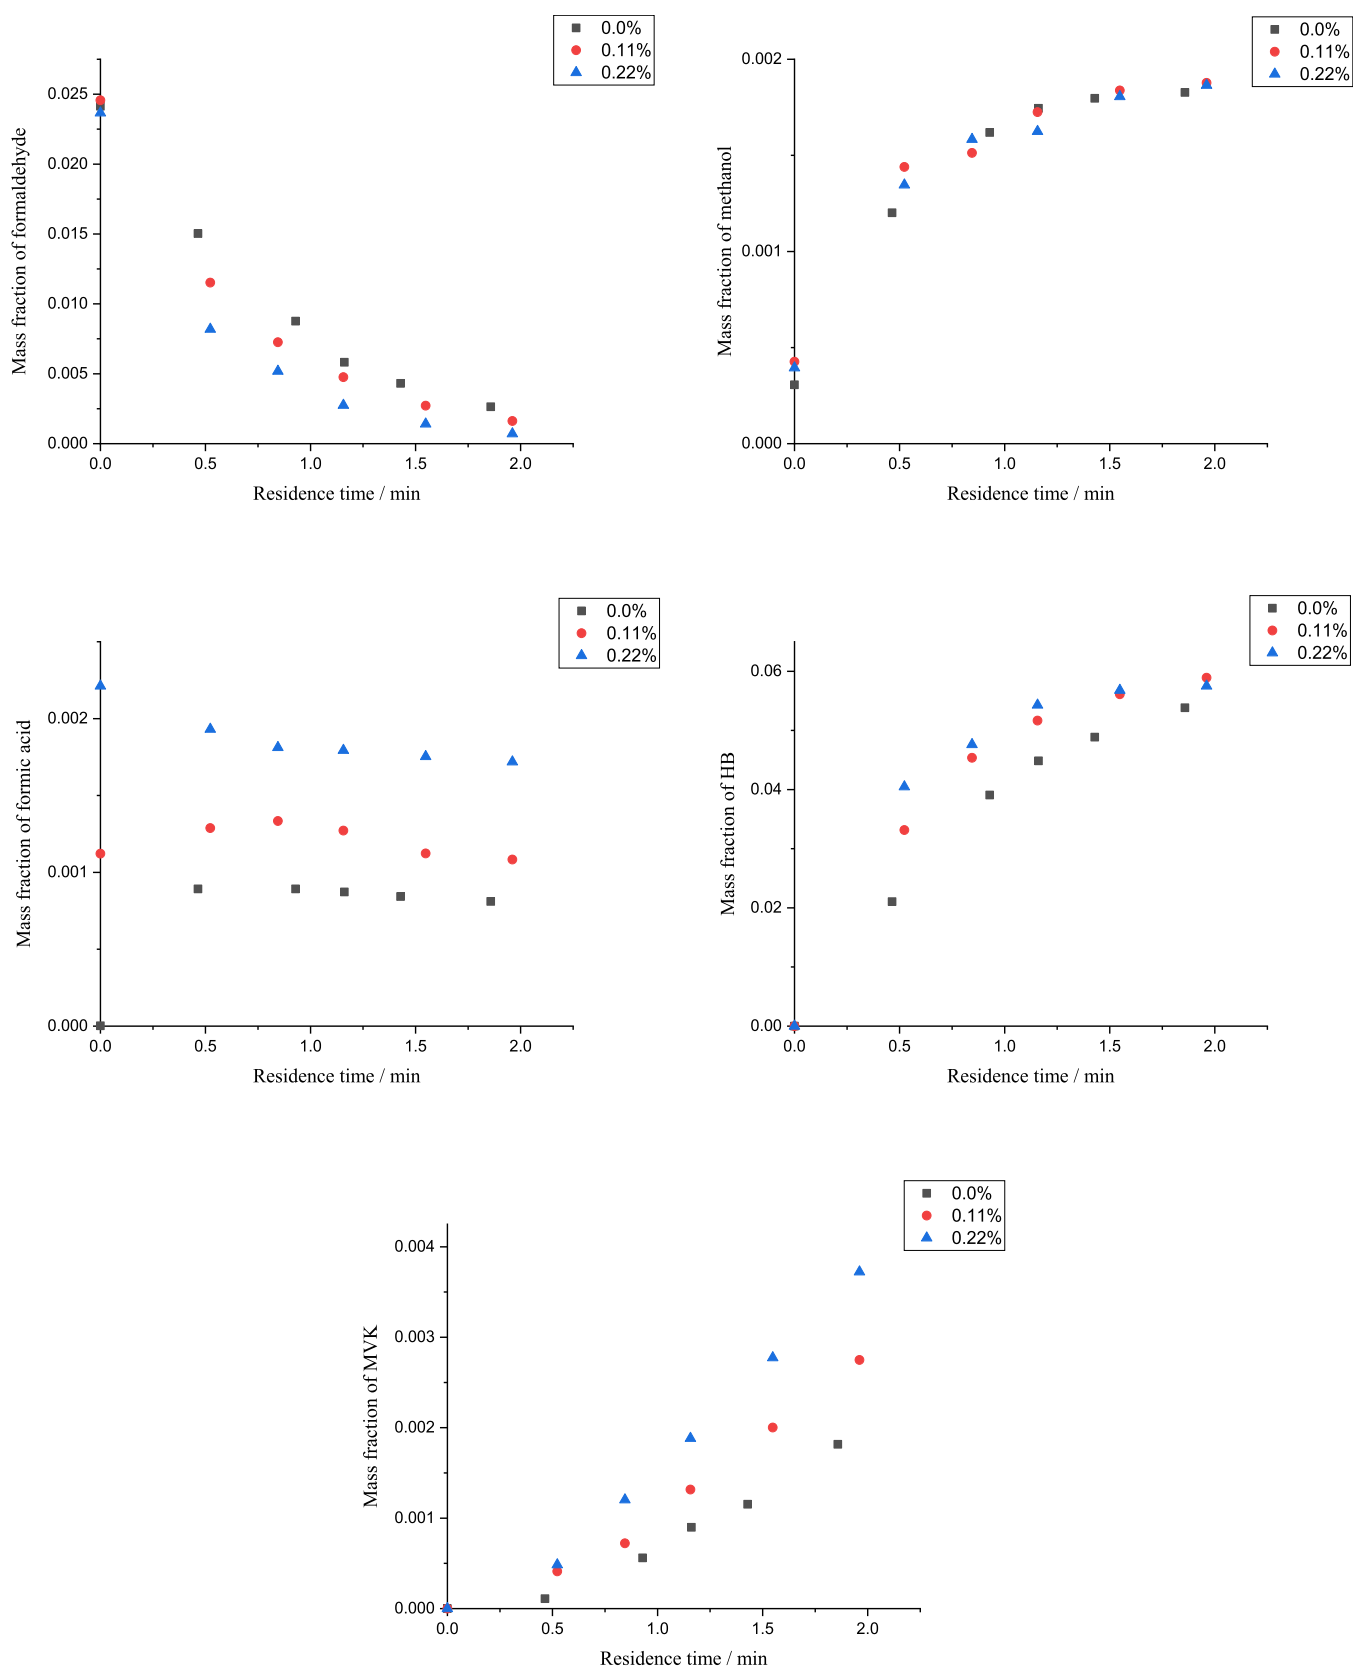 0.0%
0.11%
0.22%
Mass fraction of formaldehyde
0.025
0.020
0.015
0.010
0.005
0.000
0.0 0.5 1.0 1.5 2.0
Residence time / min
0.0%
0.11%
0.22%
Mass fraction of methanol
0.002
0.001
0.000
0.0 0.5 1.0 1.5 2.0
Residence time / min
0.0%
0.11%
0.22%
Mass fraction of formic acid
0.002
0.001
0.000
0.0 0.5 1.0 1.5 2.0
Residence time / min
0.0%
0.11%
0.22%
Mass fraction of HB
0.06
0.04
0.02
0.00
0.0 0.5 1.0 1.5 2.0
Residence time / min
0.0%
0.11%
0.22%
Mass fraction of MVK
0.004
0.003
0.002
0.001
0.000
0.0 0.5 1.0 1.5 2.0
Residence time / min